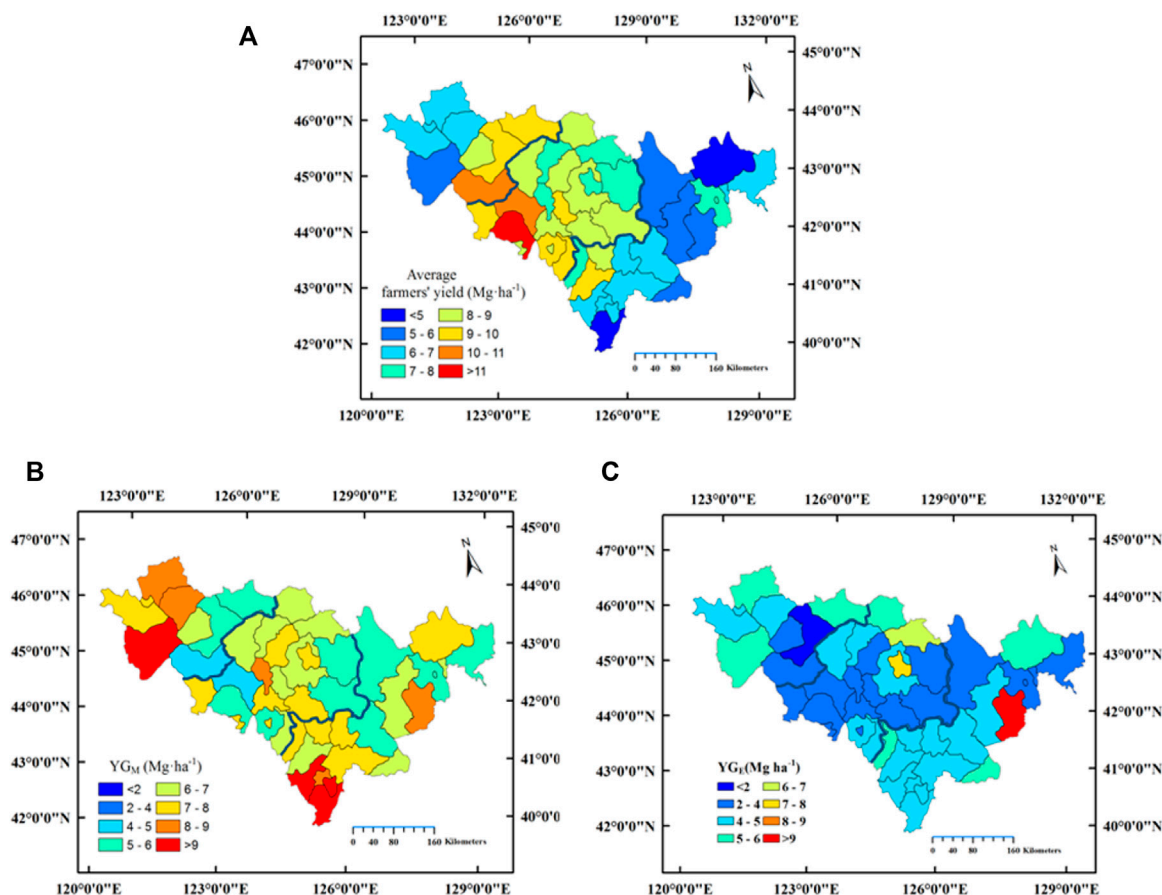 A
123°0'0"E 126°0'0"E 129°0'0"E 132°0'0"E
47°0'0"N
46°0'0"N
45°0'0"N
44°0'0"N
43°0'0"N
42°0'0"N
45°0'0"N
44°0'0"N
43°0'0"N
42°0'0"N
41°0'0"N
40°0'0"N
N
Average
farmers' yield (Mg·ha⁻¹)
<5 8 - 9
5 - 6 9 - 10
6 - 7 10 - 11
7 - 8 >11
0 40 80 160 Kilometers
120°0'0"E 123°0'0"E 126°0'0"E 129°0'0"E
B
123°0'0"E 126°0'0"E 129°0'0"E 132°0'0"E
47°0'0"N
46°0'0"N
45°0'0"N
44°0'0"N
43°0'0"N
42°0'0"N
45°0'0
44°0'0
43°0'0
42°0'0
41°0'0
40°0'0
N
YG_M (Mg·ha⁻¹)
<2 6 - 7
2 - 4 7 - 8
4 - 5 8 - 9
5 - 6 >9
0 40 80 160 Kilometers
120°0'0"E 123°0'0"E 126°0'0"E 129°0'0"E
C
123°0'0"E 126°0'0"E 129°0'0"E 132°0'0"E
47°0'0"N
46°0'0"N
45°0'0"N
44°0'0"N
43°0'0"N
42°0'0"N
45°0'0"N
44°0'0"N
43°0'0"N
42°0'0"N
41°0'0"N
40°0'0"N
N
YG_E(Mg ha⁻¹)
<2 6 - 7
2 - 4 7 - 8
4 - 5 8 - 9
5 - 6 >9
0 40 80 160 Kilometers
120°0'0"E 123°0'0"E 126°0'0"E 129°0'0"E